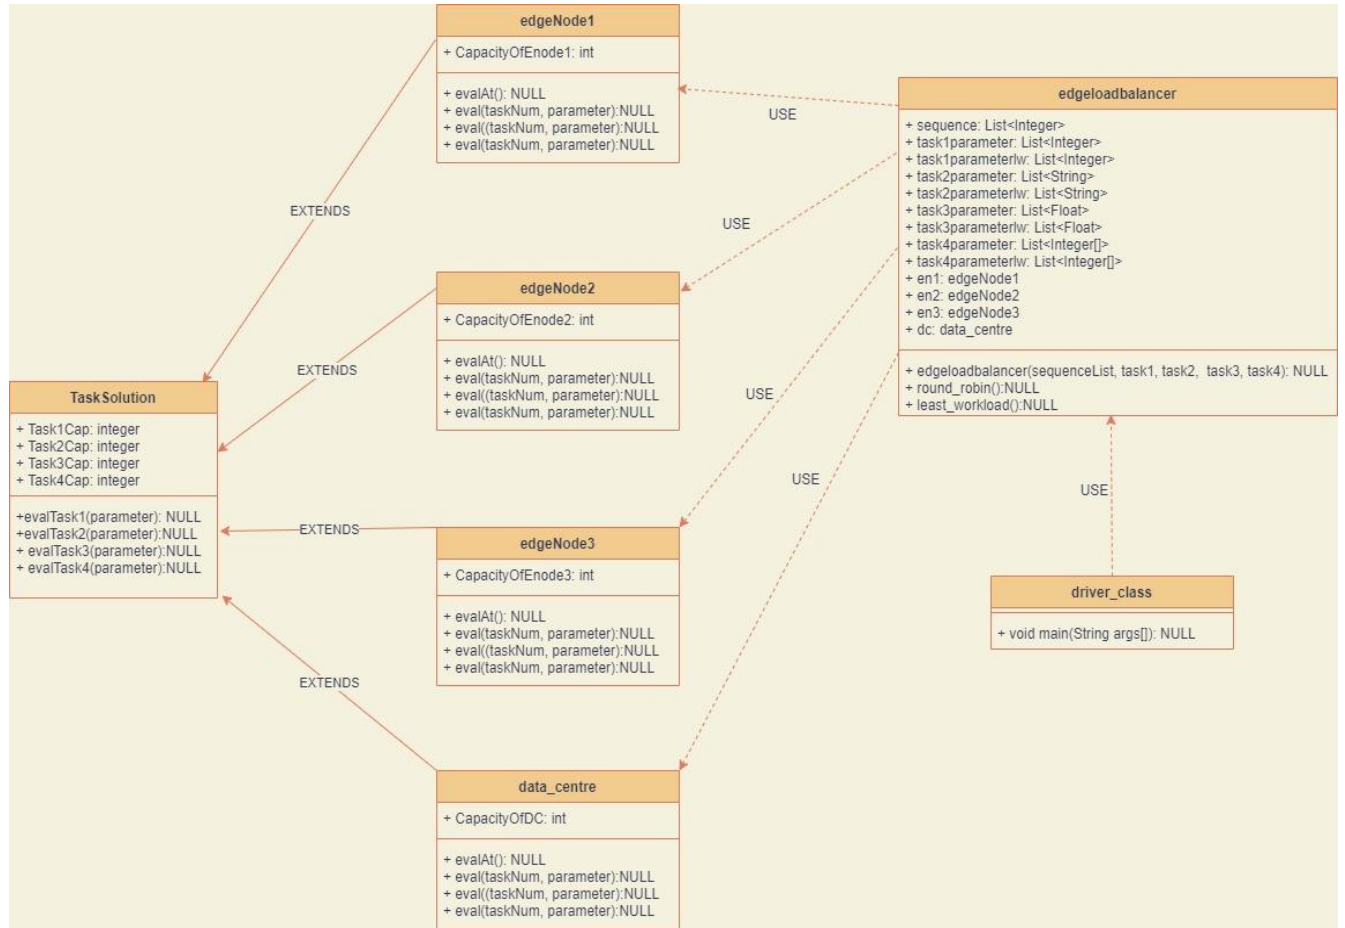 edgeNode1
+ CapacityOfEnode1: int
+ evalAt(): NULL
+ eval(taskNum, parameter):NULL
+ eval((taskNum, parameter):NULL
+ eval(taskNum, parameter):NULL
USE
edgeloadbalancer
+ sequence: List<Integer>
+ task1parameter: List<Integer>
+ task1parameterlw: List<Integer>
+ task2parameter: List<String>
+ task2parameterlw: List<String>
+ task3parameter: List<Float>
+ task3parameterlw: List<Float>
+ task4parameter: List<Integer[]>
+ task4parameterlw: List<Integer[]>
+ en1: edgeNode1
+ en2: edgeNode2
+ en3: edgeNode3
+ dc: data_centre
+ edgeloadbalancer(sequenceList, task1, task2, task3, task4): NULL
+ round_robin():NULL
+ least_workload():NULL
EXTENDS
USE
edgeNode2
+ CapacityOfEnode2: int
+ evalAt(): NULL
+ eval(taskNum, parameter):NULL
+ eval((taskNum, parameter):NULL
+ eval(taskNum, parameter):NULL
EXTENDS
USE
TaskSolution
+ Task1Cap: integer
+ Task2Cap: integer
+ Task3Cap: integer
+ Task4Cap: integer
+evalTask1(parameter): NULL
+evalTask2(parameter):NULL
+ evalTask3(parameter):NULL
+ evalTask4(parameter):NULL
USE
USE
EXTENDS
edgeNode3
+ CapacityOfEnode3: int
+ evalAt(): NULL
+ eval(taskNum, parameter):NULL
+ eval((taskNum, parameter):NULL
+ eval(taskNum, parameter):NULL
driver_class
+ void main(String args[]): NULL
EXTENDS
data_centre
+ CapacityOfDC: int
+ evalAt(): NULL
+ eval(taskNum, parameter):NULL
+ eval((taskNum, parameter):NULL
+ eval(taskNum, parameter):NULL